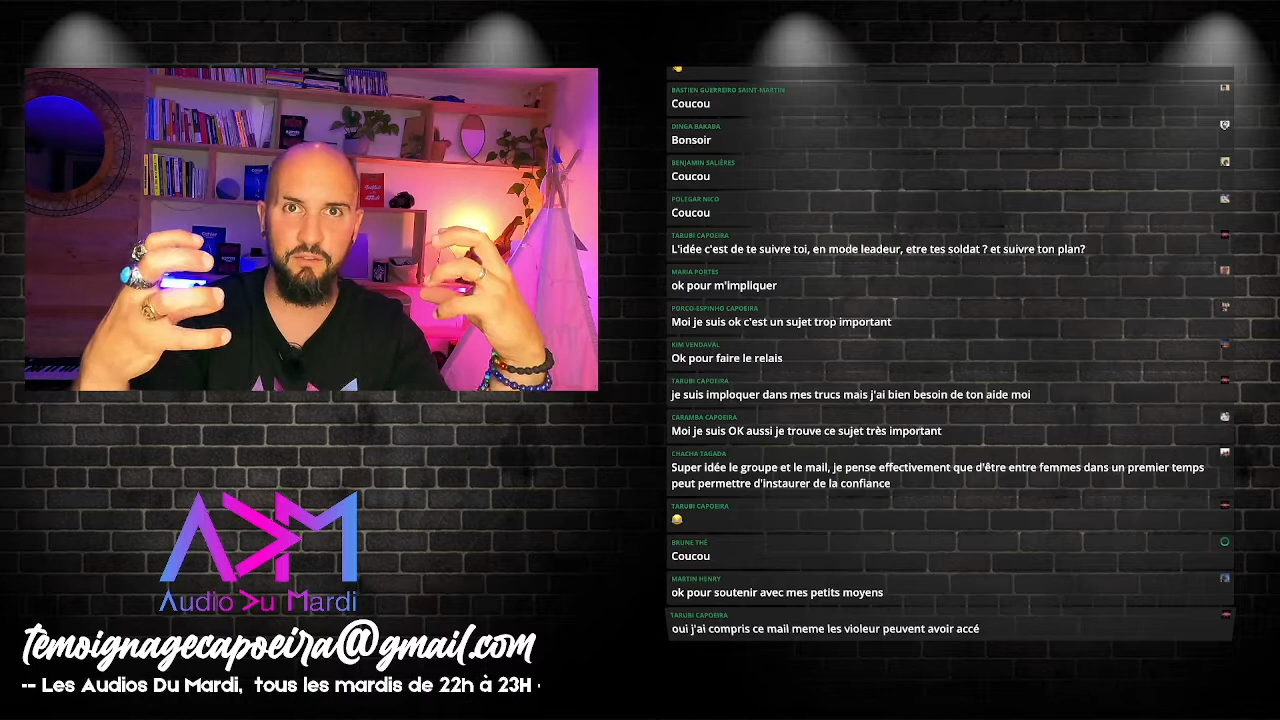 BASTIEN GUERREIRO SAINT-MARTIN
Coucou
DINGA BAKABA
Bonsoir
BENJAMIN SALIÈRES
Coucou
POLEGAR NICO
Coucou
TARUBI CAPOEIRA
L'idée c'est de te suivre toi, en mode leadeur, etre tes soldat ? et suivre ton plan?
MARIA PORTES
ok pour m'impliquer
PORCO-ESPINHO CAPOEIRA
Moi je suis ok c'est un sujet trop important
KIM VENDAVAL
Ok pour faire le relais
TARUBI CAPOEIRA
je suis imploquer dans mes trucs mais j'ai bien besoin de ton aide moi
CARAMBA CAPOEIRA
Moi je suis OK aussi je trouve ce sujet très important
CHACHA TAGADA
Super idée le groupe et le mail, je pense effectivement que d'être entre femmes dans un premier temps
peut permettre d'instaurer de la confiance
TARUBI CAPOEIRA
BRUNE THÉ
Coucou
MARTIN HENRY
ok pour soutenir avec mes petits moyens
TARUBI CAPOEIRA
oui j'ai compris ce mail meme les violeur peuvent avoir accé
ADM
Audio Du Mardi
temoignagecapoeira@gmail.com
-- Les Audios Du Mardi, tous les mardis de 22h à 23H